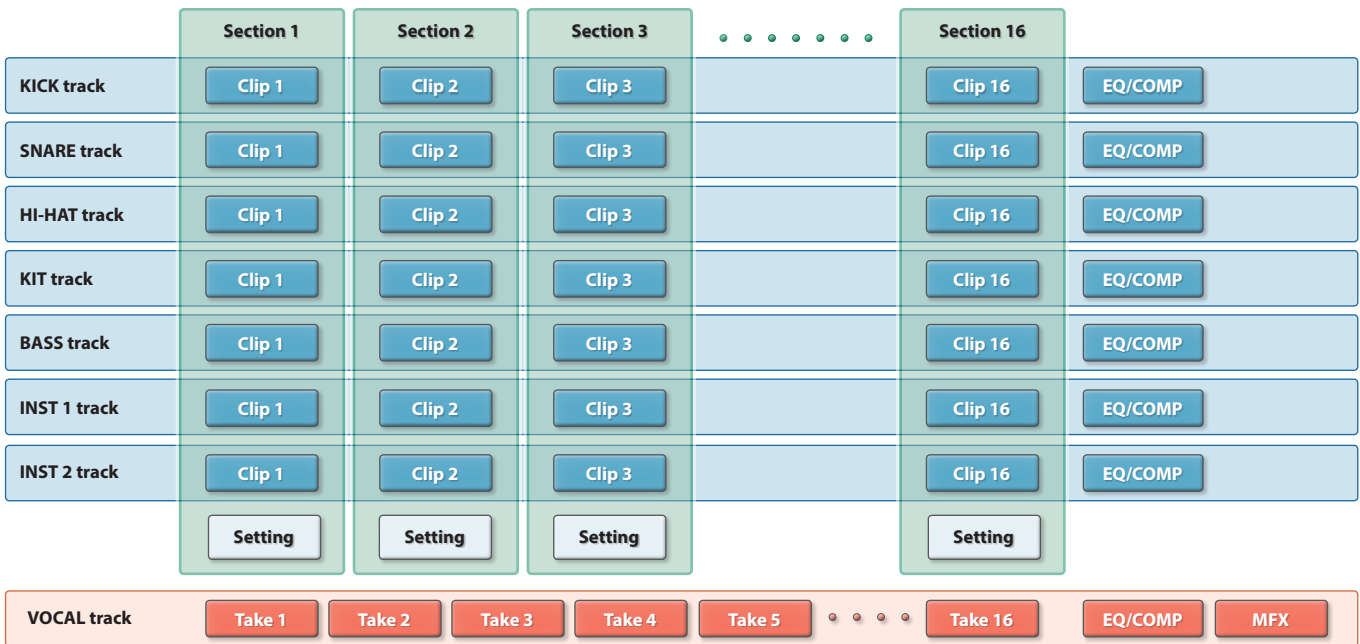 Section 1 Section 2 Section 3 Section 16
KICK track Clip 1 Clip 2 Clip 3 Clip 16 EQ/COMP
SNARE track Clip 1 Clip 2 Clip 3 Clip 16 EQ/COMP
HI-HAT track Clip 1 Clip 2 Clip 3 Clip 16 EQ/COMP
KIT track Clip 1 Clip 2 Clip 3 Clip 16 EQ/COMP
BASS track Clip 1 Clip 2 Clip 3 Clip 16 EQ/COMP
INST 1 track Clip 1 Clip 2 Clip 3 Clip 16 EQ/COMP
INST 2 track Clip 1 Clip 2 Clip 3 Clip 16 EQ/COMP
Setting Setting Setting Setting
VOCAL track Take 1 Take 2 Take 3 Take 4 Take 5 Take 16 EQ/COMP MFX